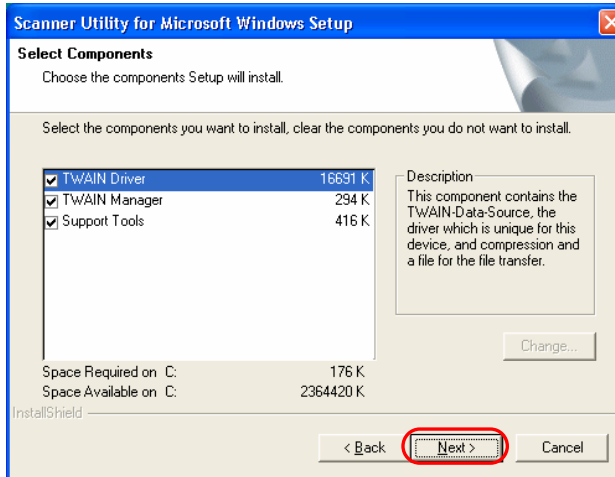 Scanner Utility for Microsoft Windows Setup
Select Components
Choose the components Setup will install.
Select the components you want to install, clear the components you do not want to install.
TWAIN Driver 16691 K
TWAIN Manager 294 K
Support Tools 416 K
Description
This component contains the
TWAIN-Data-Source, the
driver which is unique for this
device, and compression and
a file for the file transfer.
Change...
Space Required on C: 176 K
Space Available on C: 2364420 K
InstallShield
< Back
Next >
Cancel